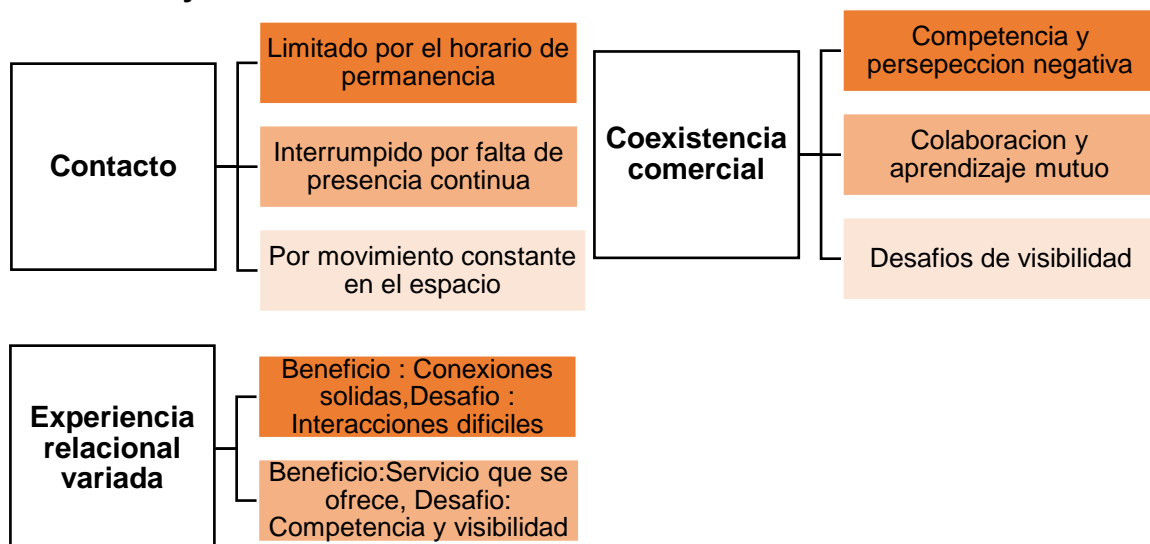 Contacto
Limitado por el horario de
permanencia
Interrumpido por falta de
presencia continua
Por movimiento constante
en el espacio
Coexistencia
comercial
Competencia y
persepeccion negativa
Colaboracion y
aprendizaje mutuo
Desafios de visibilidad
Experiencia
relacional
variada
Beneficio : Conexiones
solidas,Desafio :
Interacciones dificiles
Beneficio:Servicio que se
ofrece, Desafio:
Competencia y visibilidad